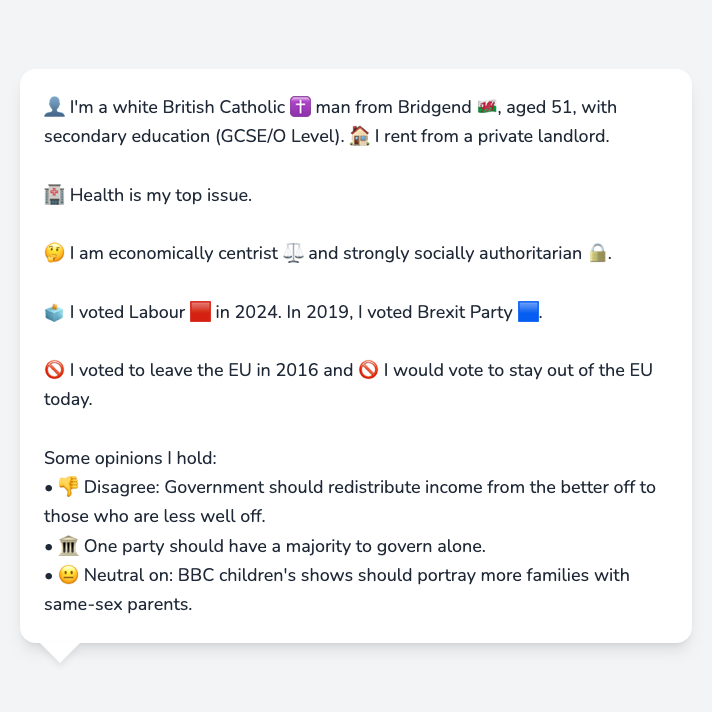 👤 I'm a white British Catholic ✝️ man from Bridgend 🏴󠁧󠁢󠁷󠁬󠁳󠁿, aged 51, with
secondary education (GCSE/O Level). 🏠 I rent from a private landlord.
🏥 Health is my top issue.
🤔 I am economically centrist ⚖️ and strongly socially authoritarian 🔒.
🗳️ I voted Labour 🟥 in 2024. In 2019, I voted Brexit Party 🟦.
🚫 I voted to leave the EU in 2016 and 🚫 I would vote to stay out of the EU
today.
Some opinions I hold:
• 👎 Disagree: Government should redistribute income from the better off to
those who are less well off.
• 🏛️ One party should have a majority to govern alone.
• 😐 Neutral on: BBC children's shows should portray more families with
same-sex parents.